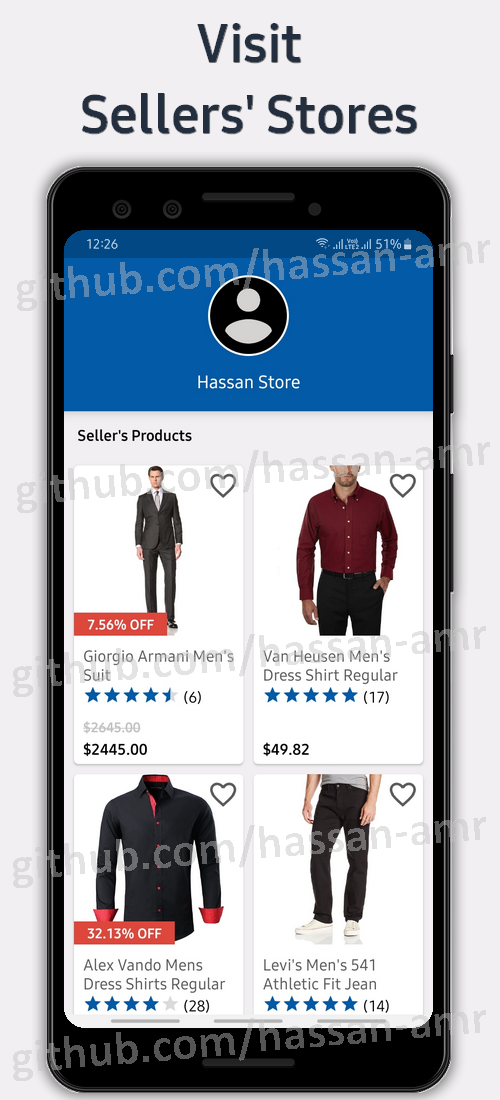 Visit
Sellers' Stores
12:26
Vo)) LTE2 51%
github.com/hassan-amr
Hassan Store
Seller's Products
github.com/hassan-amr
7.56% OFF
Giorgio Armani Men's
Suit
(6)
$2645.00
$2445.00
Van Heusen Men's
Dress Shirt Regular
(17)
$49.82
github.com/hassan-amr
32.13% OFF
github.com/hassan-amr
Alex Vando Mens
Dress Shirts Regular
(28)
Levi's Men's 541
Athletic Fit Jean
(14)
github.com/hassan-amr